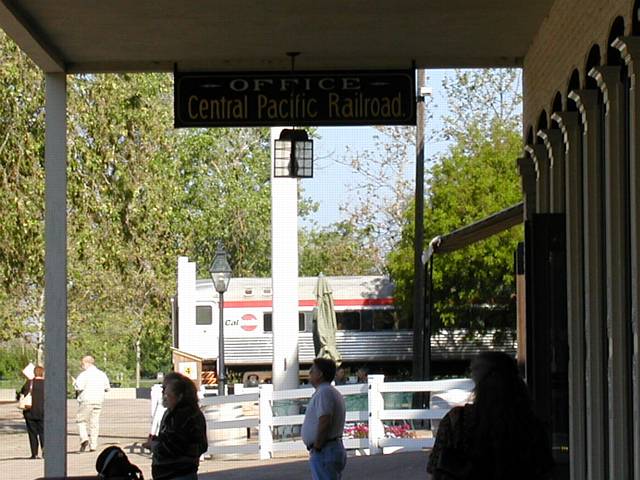 OFFICE
Central Pacific Railroad.
Cal